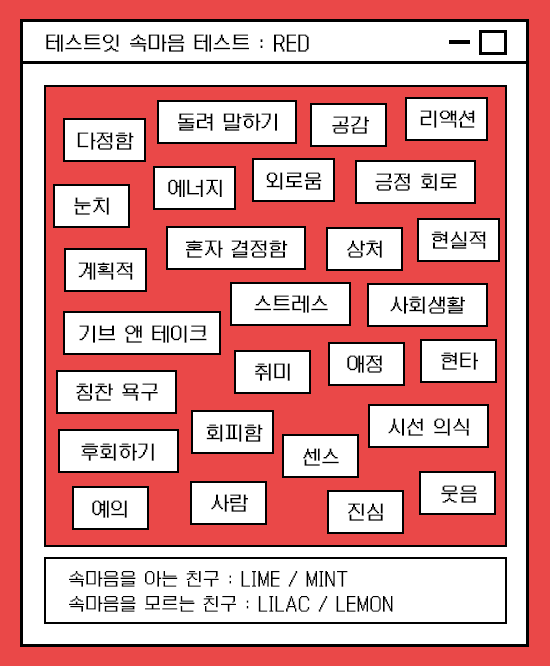 테스트잇 속마음 테스트 : RED
다정함
돌려 말하기
공감
리액션
눈치
에너지
외로움
긍정 회로
계획적
혼자 결정함
상처
현실적
스트레스
사회생활
기브 앤 테이크
취미
애정
현타
칭찬 욕구
회피함
시선 의식
후회하기
센스
예의
사람
진심
웃음
속마음을 아는 친구 : LIME / MINT
속마음을 모르는 친구 : LILAC / LEMON